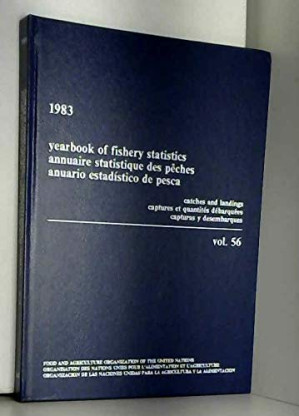 1983
yearbook of fishery statistics
annuaire statistique des pêches
anuario estadístico de pesca
catches and landings
captures et quantités débarquées
capturas y desembarques
vol. 56
FOOD AND AGRICULTURE ORGANIZATION OF THE UNITED NATIONS
ORGANISATION DES NATIONS UNIES POUR L'ALIMENTATION ET L'AGRICULTURE
ORGANIZACION DE LAS NACIONES UNIDAS PARA LA AGRICULTURA Y LA ALIMENTACION